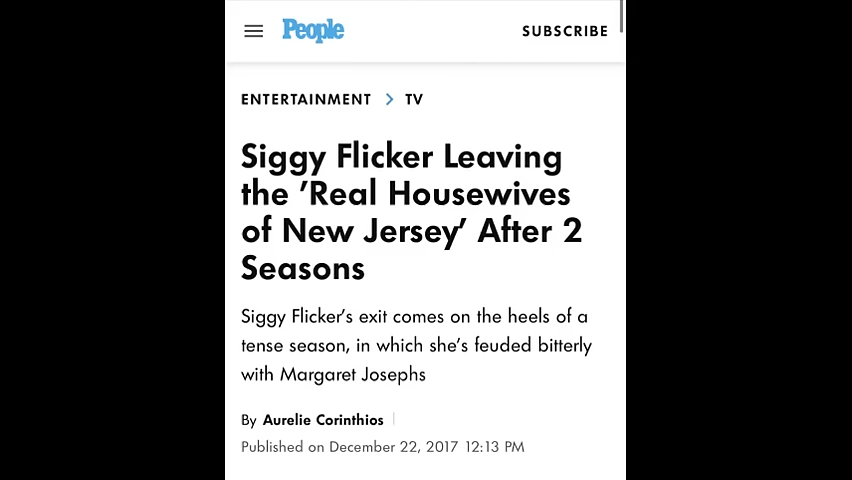 People
SUBSCRIBE
ENTERTAINMENT > TV
Siggy Flicker Leaving
the ’Real Housewives
of New Jersey’ After 2
Seasons
Siggy Flicker’s exit comes on the heels of a
tense season, in which she’s feuded bitterly
with Margaret Josephs
By Aurelie Corinthios
Published on December 22, 2017 12:13 PM